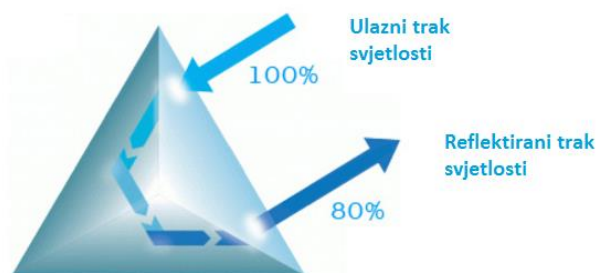 Ulazni trak
svjetlosti
100%
Reflektirani trak
svjetlosti
80%